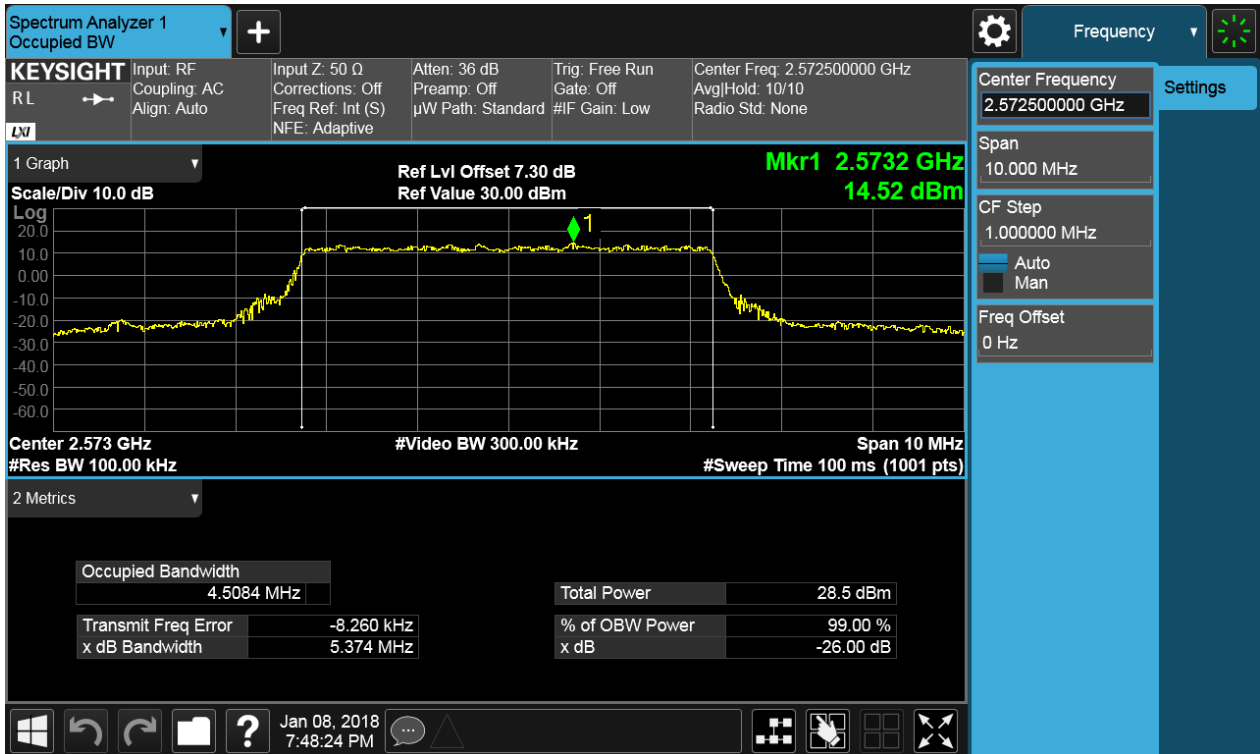 Spectrum Analyzer 1
Occupied BW
Frequency
KEYSIGHT
R L
LXI
Input: RF
Coupling: AC
Align: Auto
Input Z: 50 Ω
Corrections: Off
Freq Ref: Int (S)
NFE: Adaptive
Atten: 36 dB
Preamp: Off
µW Path: Standard
Trig: Free Run
Gate: Off
#IF Gain: Low
Center Freq: 2.572500000 GHz
Avg|Hold: 10/10
Radio Std: None
1 Graph
Scale/Div 10.0 dB
Ref Lvl Offset 7.30 dB
Ref Value 30.00 dBm
Mkr1 2.5732 GHz
14.52 dBm
Log
20.0
10.0
0.00
-10.0
-20.0
-30.0
-40.0
-50.0
-60.0
1
Center 2.573 GHz
#Video BW 300.00 kHz
Span 10 MHz
#Res BW 100.00 kHz
#Sweep Time 100 ms (1001 pts)
2 Metrics
Occupied Bandwidth
4.5084 MHz
Total Power 28.5 dBm
Transmit Freq Error -8.260 kHz
% of OBW Power 99.00 %
x dB Bandwidth 5.374 MHz
x dB -26.00 dB
Center Frequency
2.572500000 GHz
Settings
Span
10.000 MHz
CF Step
1.000000 MHz
Auto
Man
Freq Offset
0 Hz
?
Jan 08, 2018
7:48:24 PM